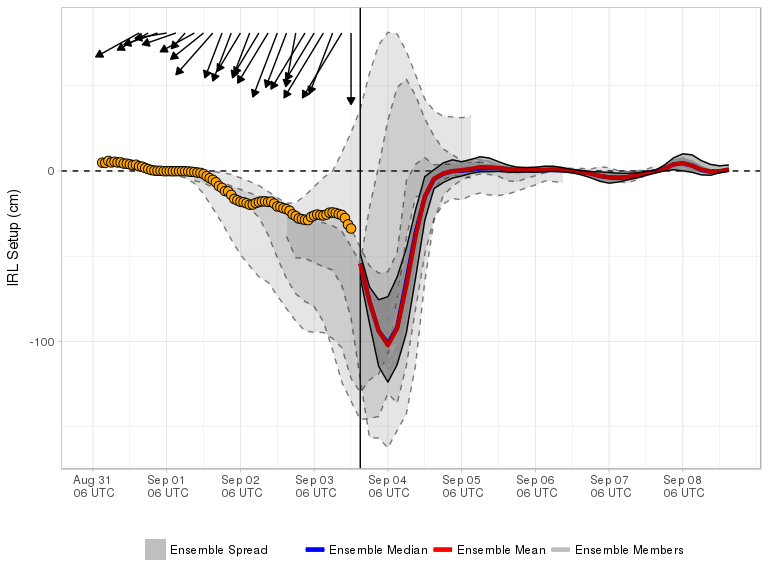 IRL Setup (cm)
0
-100
Aug 31 Sep 01 Sep 02 Sep 03 Sep 04 Sep 05 Sep 06 Sep 07 Sep 08
06 UTC 06 UTC 06 UTC 06 UTC 06 UTC 06 UTC 06 UTC 06 UTC 06 UTC
Ensemble Spread Ensemble Median Ensemble Mean Ensemble Members